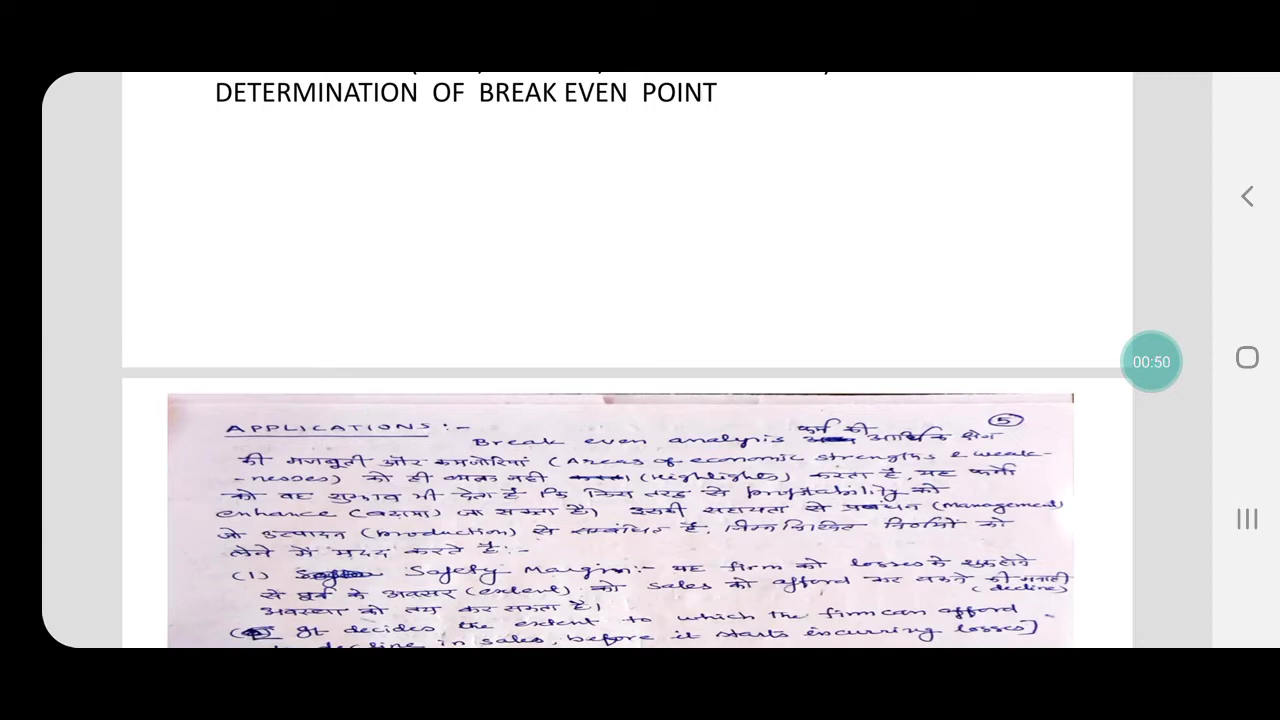 DETERMINATION OF BREAK EVEN POINT
00:50
5
APPLICATIONS :-
Break even analysis फर्म की आर्थिक क्षेत्र
की मजबूती और कमजोरियां (Areas of economic strengths & weak-
-nesses) को ही व्यक्त नहीं (Highlights) करता है, यह फर्मों
को यह सुझाव भी देता है कि किस तरह से profitability को
enhance (बढ़ाया) जा सकता है। इसकी सहायता से प्रबंधन (management)
जो उत्पादन (production) से सम्बंधित है, निम्नलिखित निर्णयों को
लेने में मदद करते हैं:-
(1) Safety Margin:- यह firm को losses के शुरू होने
से पूर्व के अवसर (extent) को sales को afford कर सकने की
(decline)
अवस्था को तय कर सकता है।
It decides the extent to which the firm can afford
decline in sales, before it starts incurring losses]